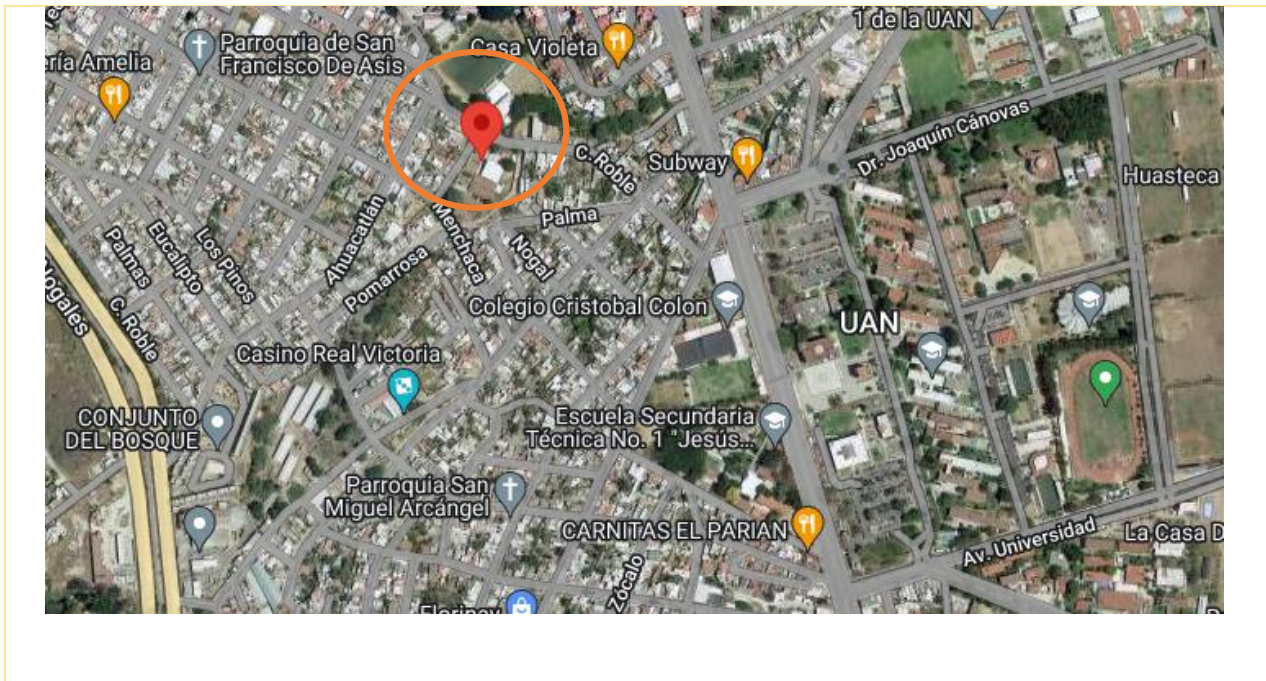 1 de la UAN
Parroquia de San
Francisco De Asis
Casa Violeta
ría Amelia
Dr. Joaquín Cánovas
C. Roble
Subway
Huasteca
Palma
Menchaca
Nogal
Ahuacatlán
Pomarrosa
Los Pinos
Eucalipto
Palmas
C. Roble
Nogales
Colegio Cristobal Colon
UAN
Casino Real Victoria
CONJUNTO
DEL BOSQUE
Escuela Secundaria
Técnica No. 1 "Jesús...
Parroquia San
Miguel Arcángel
CARNITAS EL PARIAN
Av. Universidad
La Casa D
Zócalo